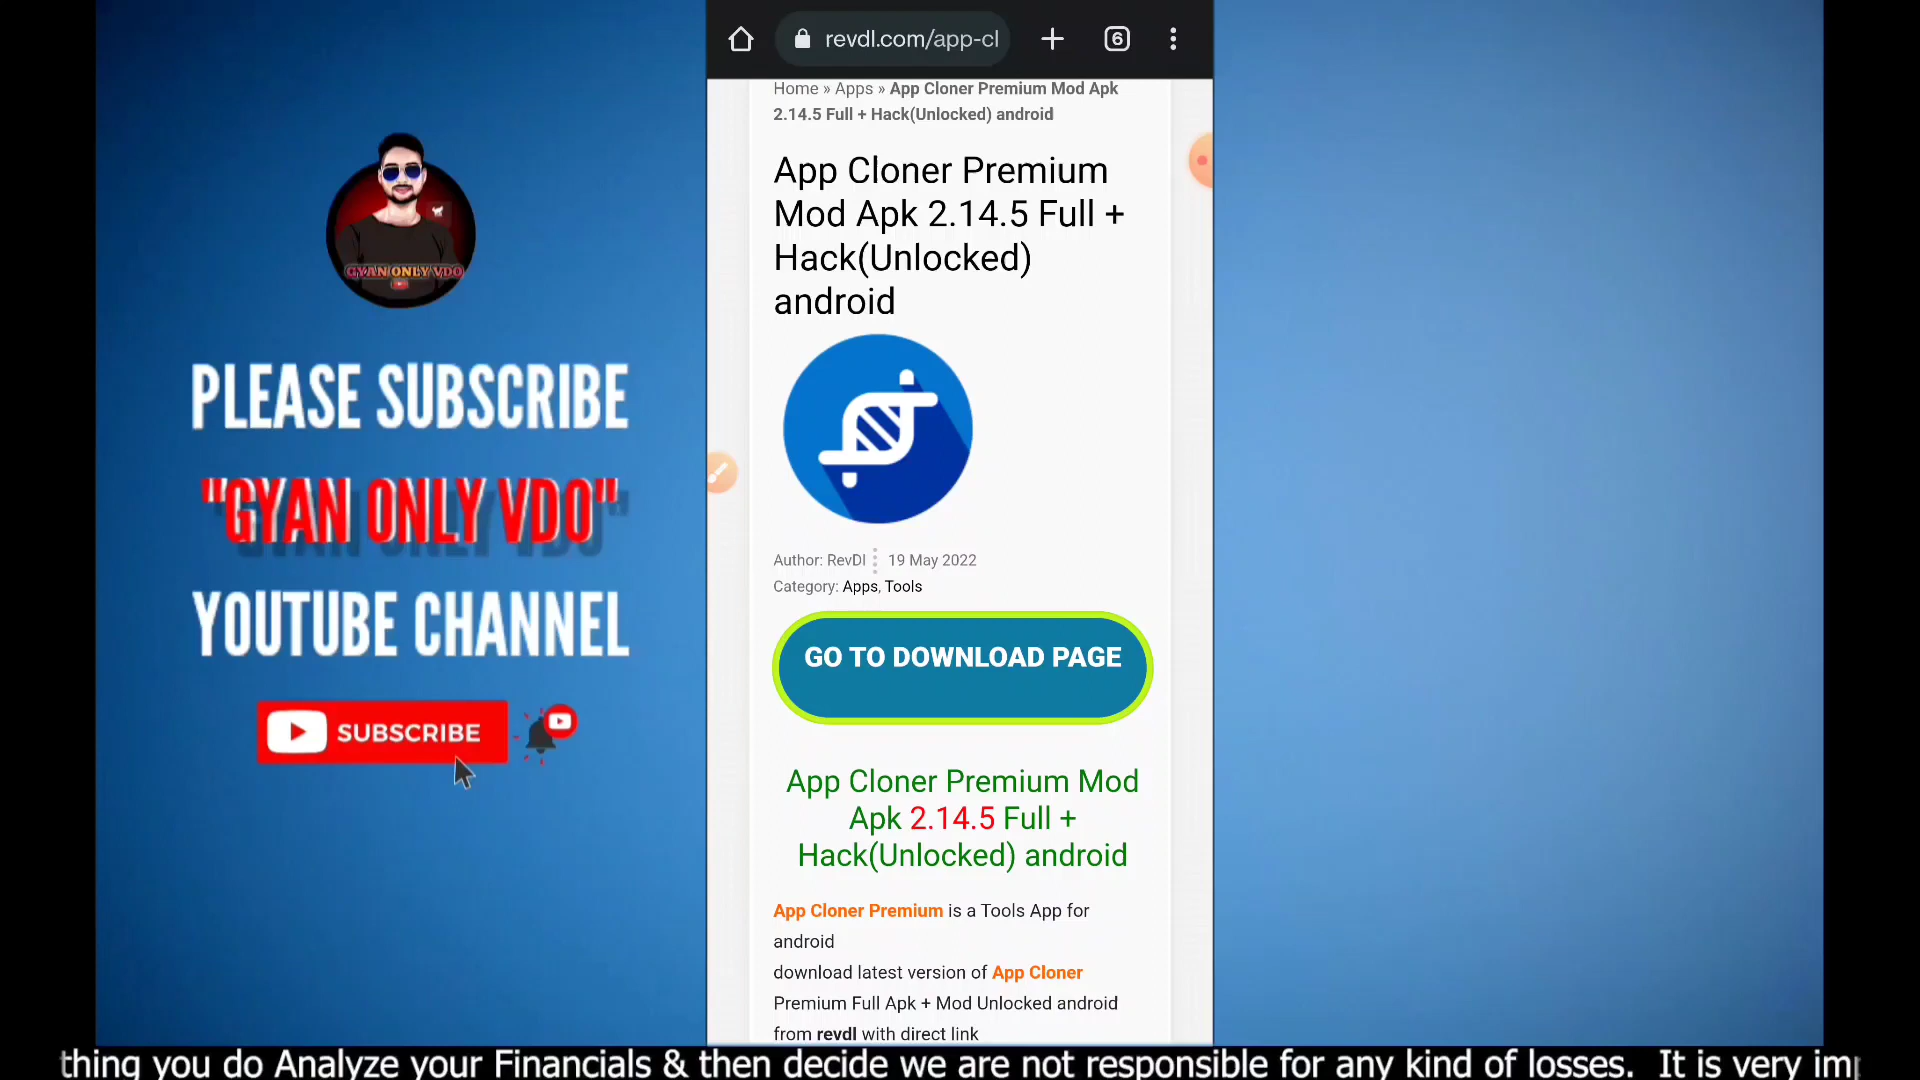 revdl.com/app-cl
6
Home » Apps » App Cloner Premium Mod Apk
2.14.5 Full + Hack(Unlocked) android
App Cloner Premium
Mod Apk 2.14.5 Full +
Hack(Unlocked)
android
GYAN ONLY VDO
PLEASE SUBSCRIBE
"GYAN ONLY VDO"
YOUTUBE CHANNEL
SUBSCRIBE
Author: RevDl
19 May 2022
Category: Apps, Tools
GO TO DOWNLOAD PAGE
App Cloner Premium Mod
Apk 2.14.5 Full +
Hack(Unlocked) android
App Cloner Premium is a Tools App for
android
download latest version of App Cloner
Premium Full Apk + Mod Unlocked android
from revdl with direct link
thing you do Analyze your Financials & then decide we are not responsible for any kind of losses. It is very im